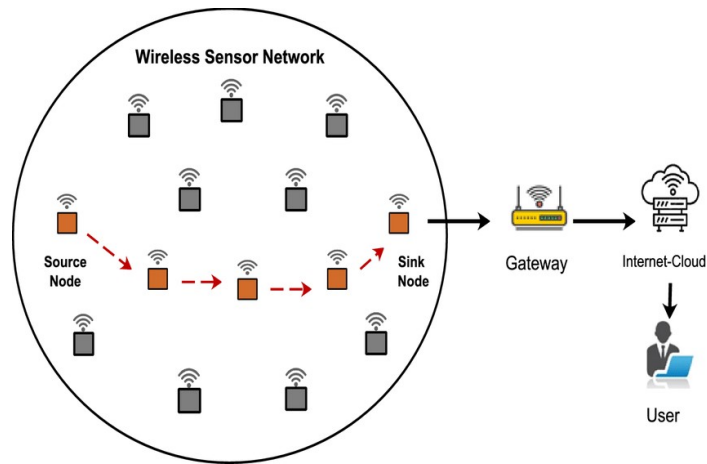 Wireless Sensor Network
Source
Node
Sink
Node
Gateway
Internet-Cloud
User